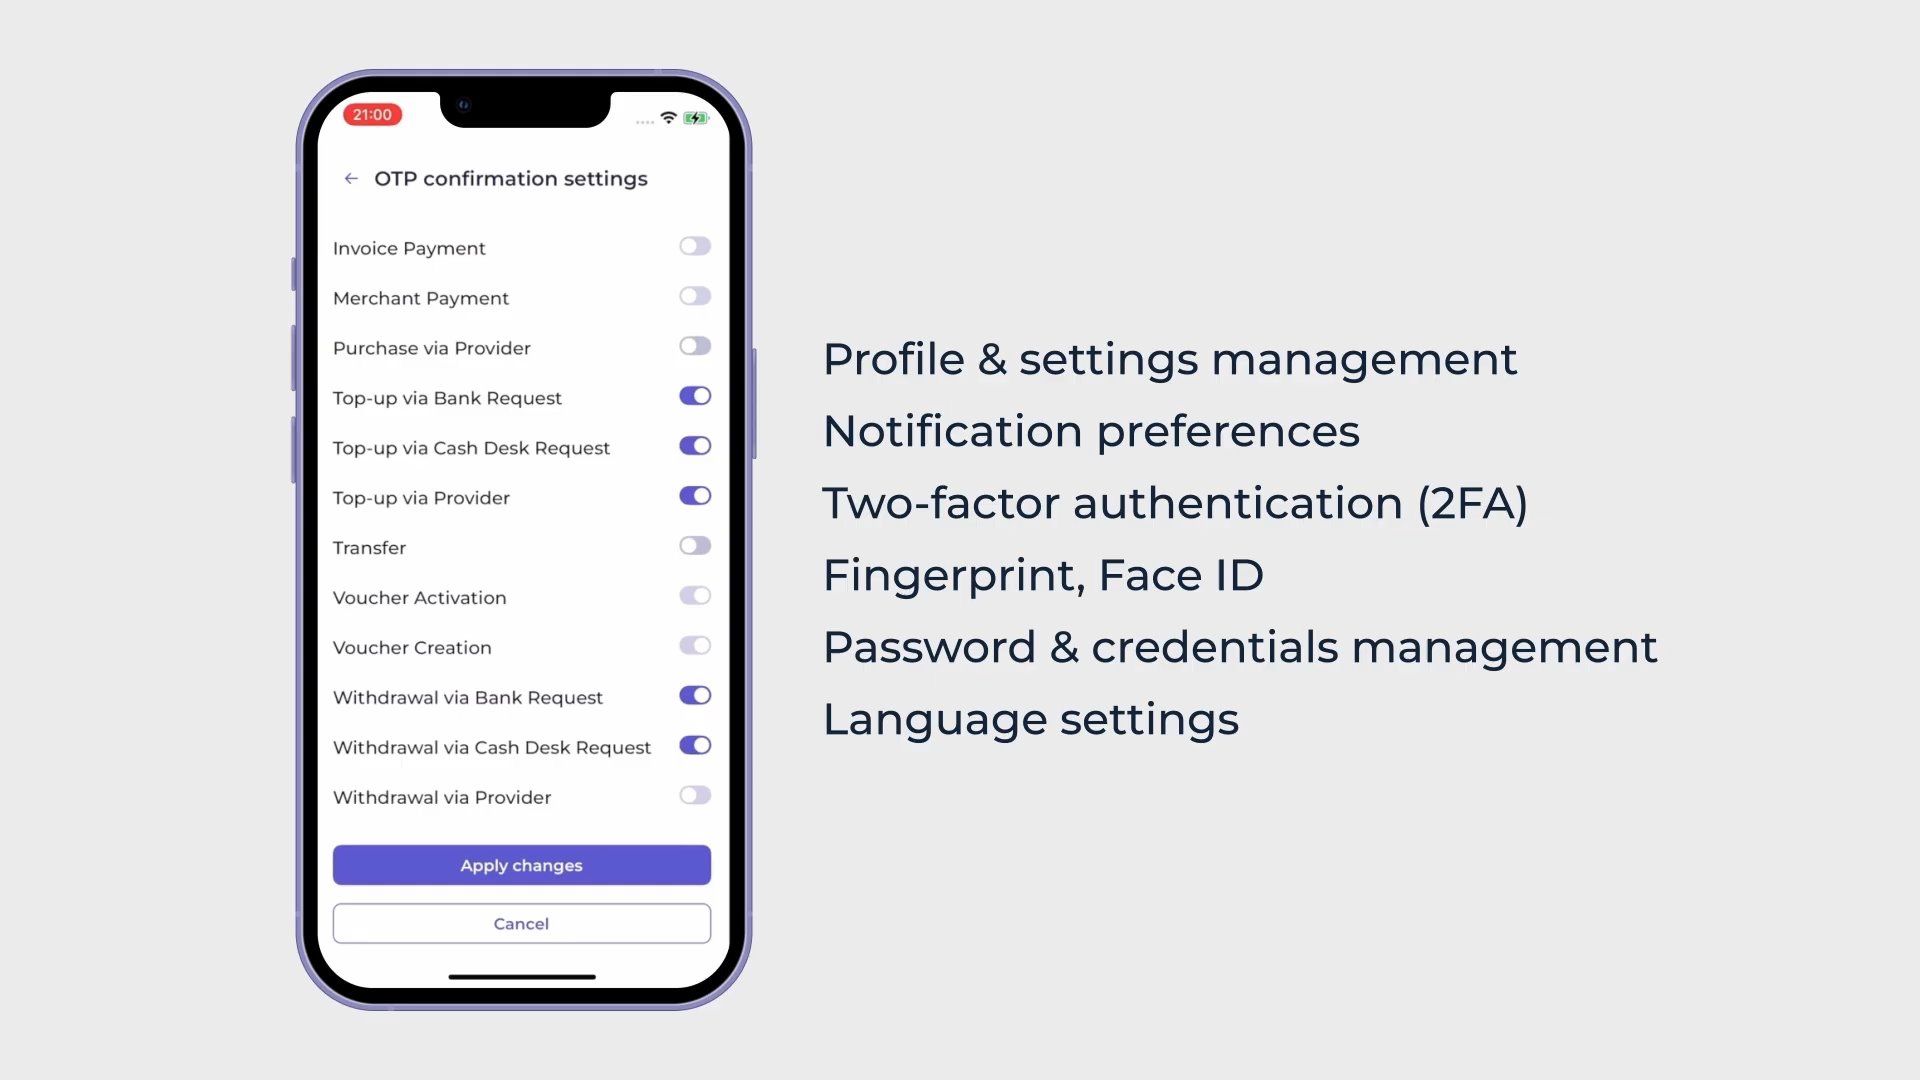 21:00
OTP confirmation settings
Invoice Payment
Merchant Payment
Purchase via Provider
Top-up via Bank Request
Top-up via Cash Desk Request
Top-up via Provider
Transfer
Voucher Activation
Voucher Creation
Withdrawal via Bank Request
Withdrawal via Cash Desk Request
Withdrawal via Provider
Apply changes
Cancel
Profile & settings management
Notification preferences
Two-factor authentication (2FA)
Fingerprint, Face ID
Password & credentials management
Language settings